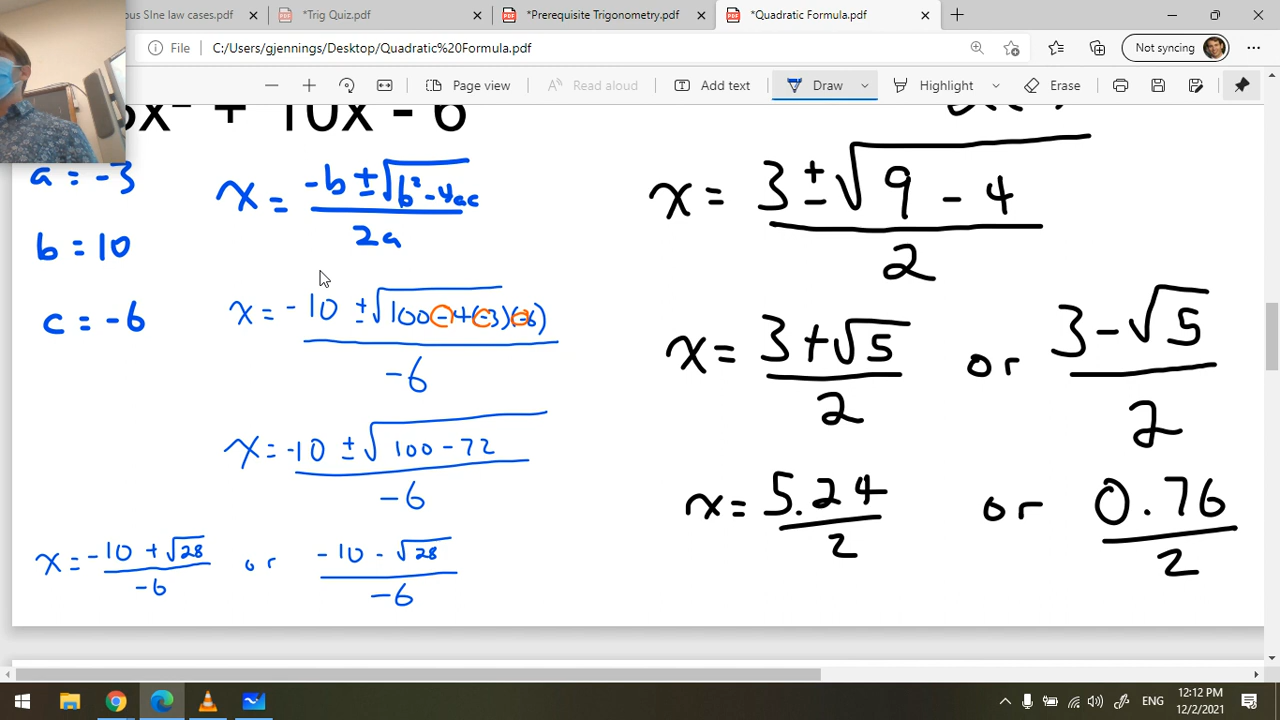 ous SIne law cases.pdf
*Trig Quiz.pdf
*Prerequisite Trigonometry.pdf
*Quadratic Formula.pdf
File
C:/Users/gjennings/Desktop/Quadratic%20Formula.pdf
Not syncing
Page view
Read aloud
Add text
Draw
Highlight
Erase
x² + 10x - 6
a = -3
b = 10
c = -6
x = -b ± √b² - 4ac
2a
x = -10 ± √100 - 4(-3)(-6)
-6
x = -10 ± √100 - 72
-6
x = -10 + √28 or -10 - √28
-6 -6
x = 3 ± √9 - 4
2
x = 3 + √5 or 3 - √5
2 2
x = 5.24 or 0.76
2 2
ENG
12:12 PM
12/2/2021